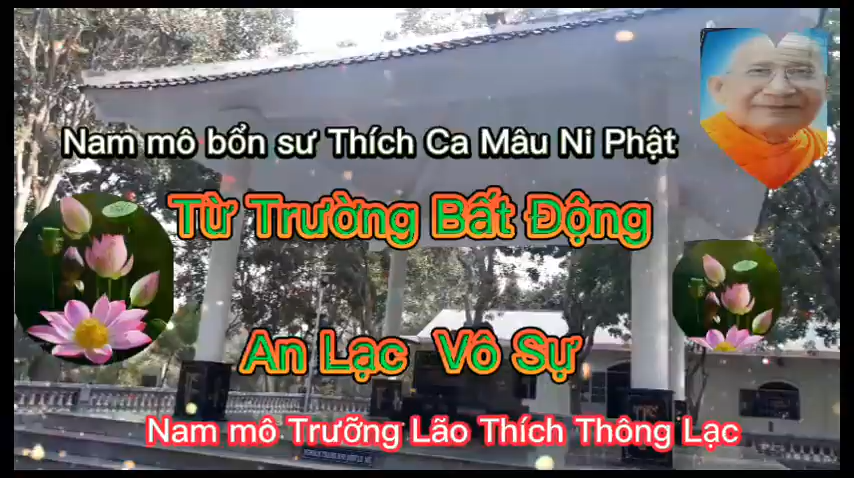 Nam mô bổn sư Thích Ca Mâu Ni Phật
Từ Trường Bất Động
An Lạc Vô Sự
Nam mô Trưỡng Lão Thích Thông Lạc